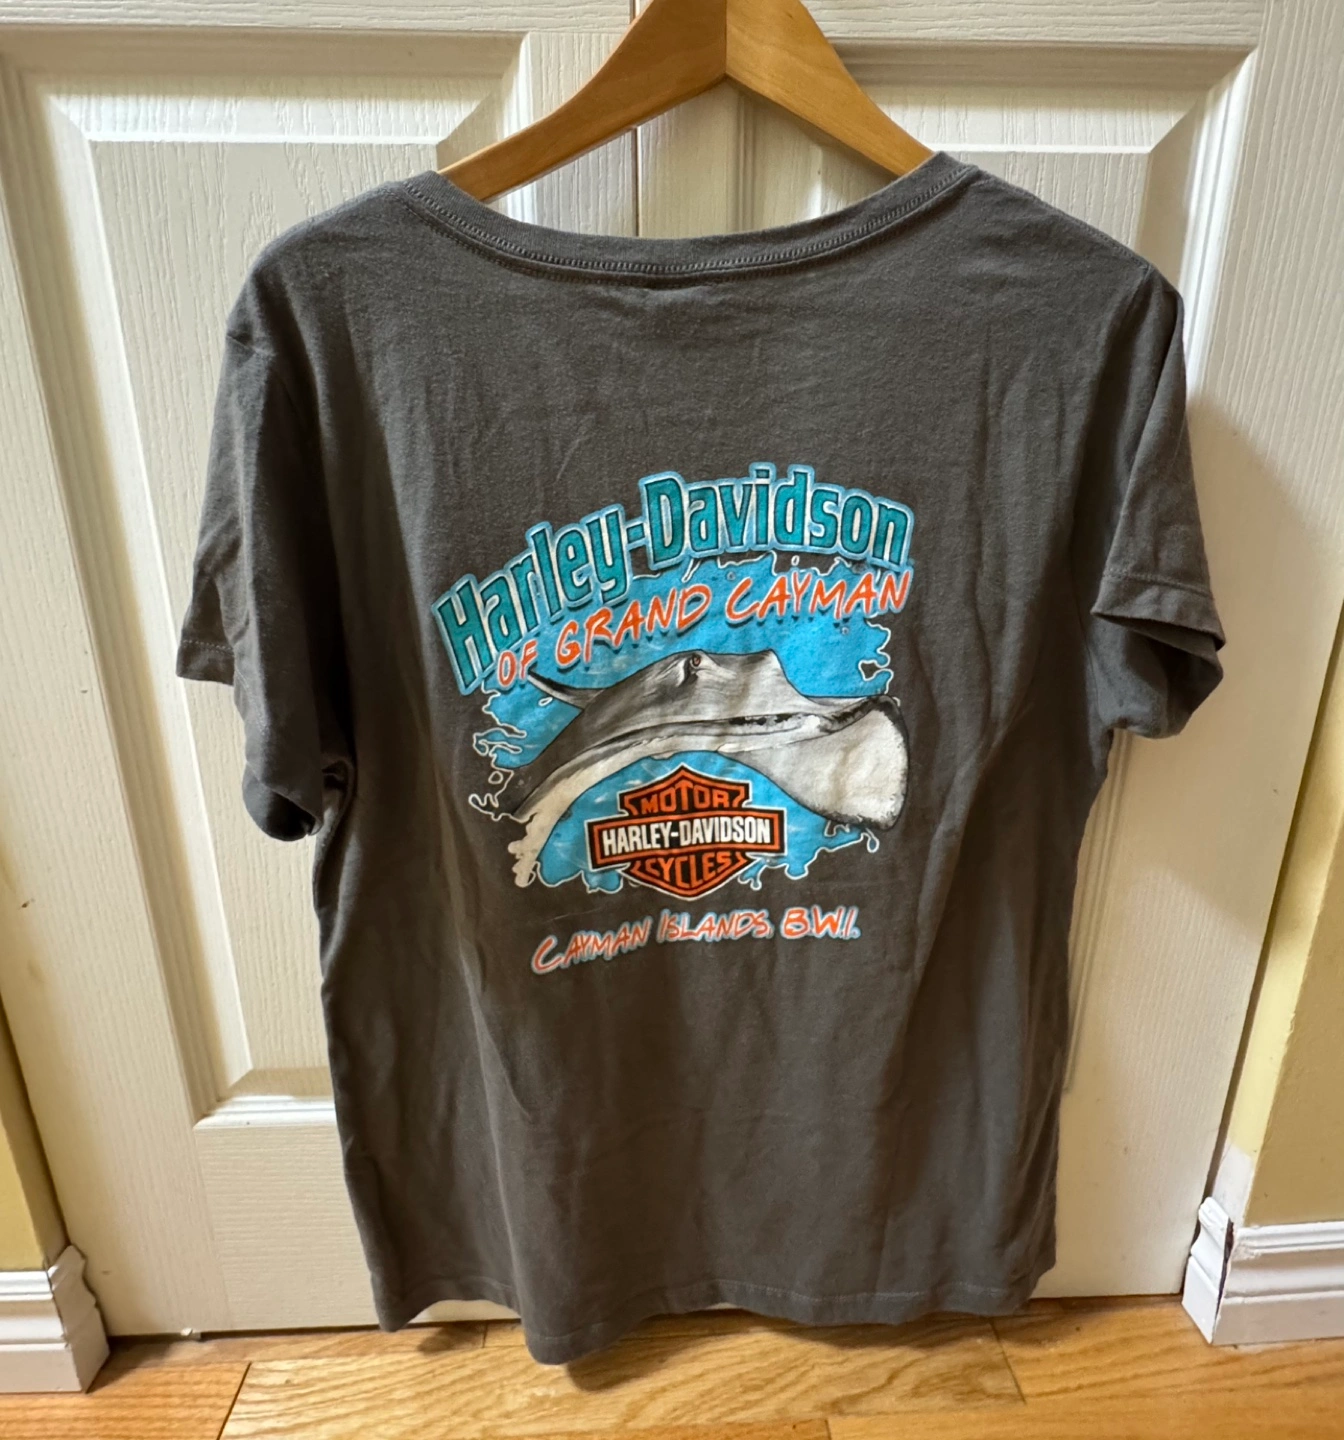 Harley-Davidson
OF GRAND CAYMAN
MOTOR
HARLEY-DAVIDSON
CYCLES
CAYMAN ISLANDS, B.W.I.